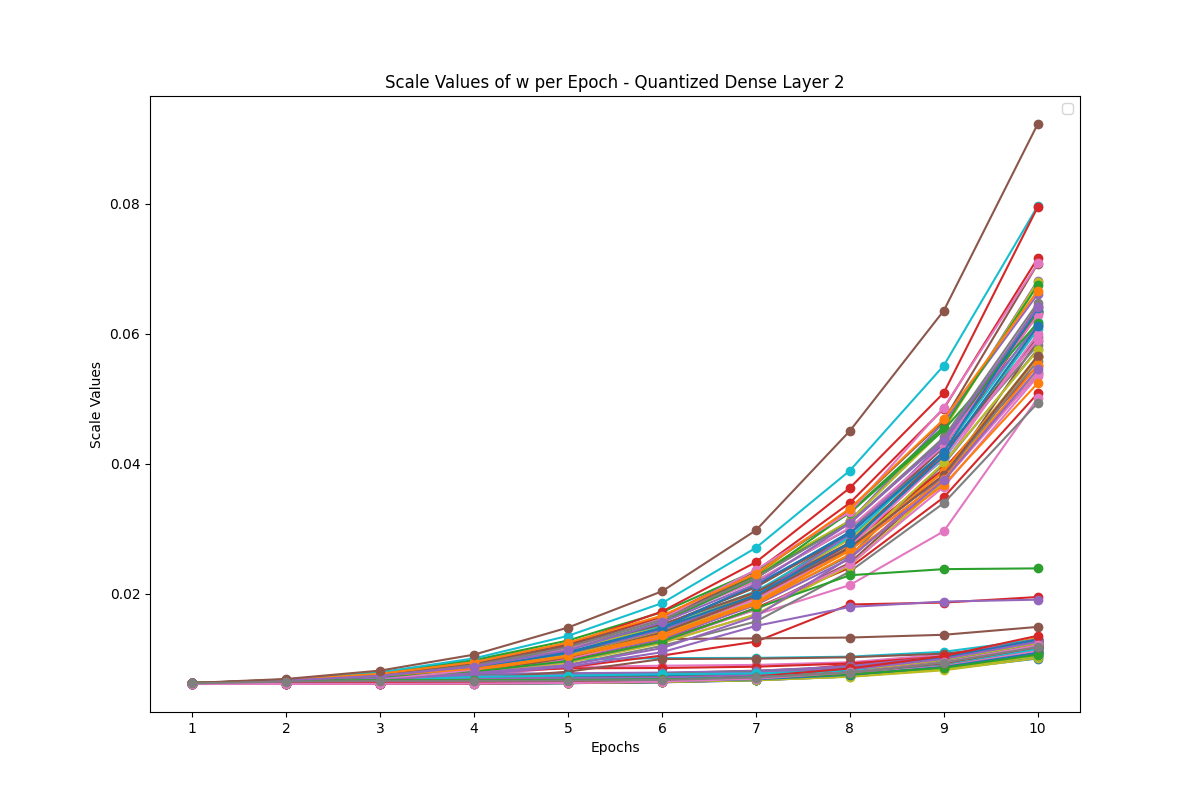 Scale Values of w per Epoch - Quantized Dense Layer 2
Scale Values
0.08
0.06
0.04
0.02
1 2 3 4 5 6 7 8 9 10
Epochs